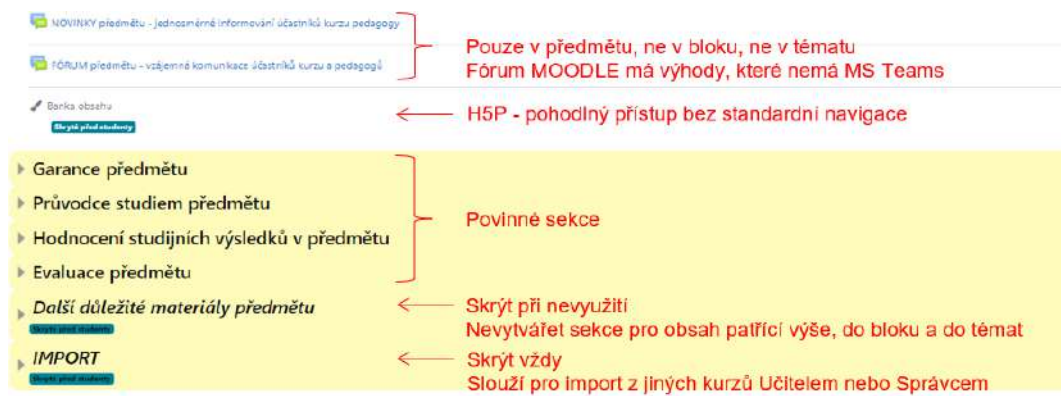 NOVINKY předmětu - jednosměrné informování účastníků kurzu pedagogy
FÓRUM předmětu - vzájemná komunikace účastníků kurzu a pedagogů
Pouze v předmětu, ne v bloku, ne v tématu
Fórum MOODLE má výhody, které nemá MS Teams
Banka obsahu
Skryté před studenty
H5P - pohodlný přístup bez standardní navigace
Garance předmětu
Průvodce studiem předmětu
Hodnocení studijních výsledků v předmětu
Evaluace předmětu
Povinné sekce
Další důležité materiály předmětu
Skryto před studenty
Skrýt při nevyužití
Nevytvářet sekce pro obsah patřící výše, do bloku a do témat
IMPORT
Skryto před studenty
Skrýt vždy
Slouží pro import z jiných kurzů Učitelem nebo Správcem